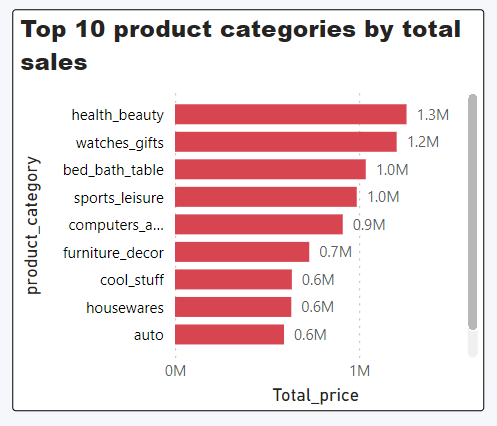 Top 10 product categories by total
sales
product_category
health_beauty 1.3M
watches_gifts 1.2M
bed_bath_table 1.0M
sports_leisure 1.0M
computers_a... 0.9M
furniture_decor 0.7M
cool_stuff 0.6M
housewares 0.6M
auto 0.6M
0M 1M
Total_price